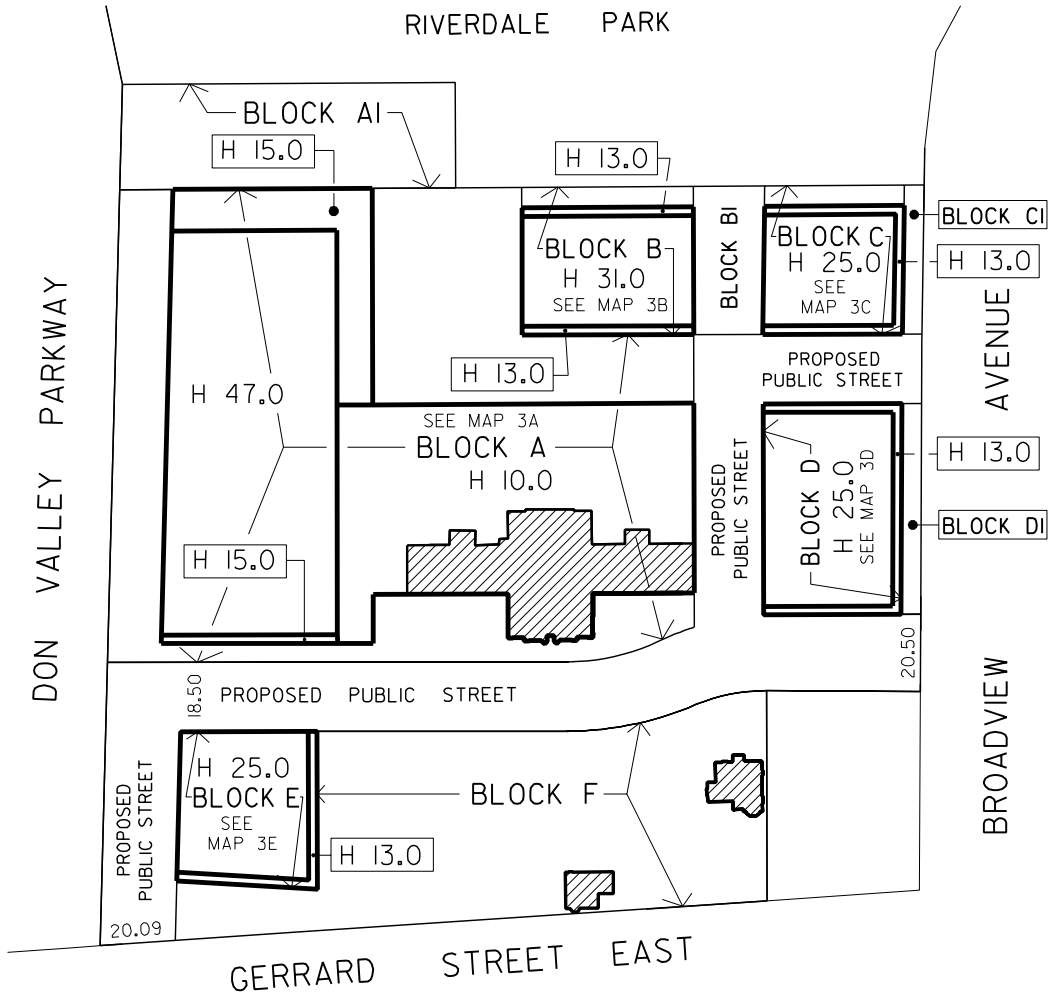 RIVERDALE PARK
BLOCK A1
H 15.0
H 13.0
BLOCK B1
BLOCK C1
BLOCK B
H 31.0
SEE MAP 3B
BLOCK C
H 25.0
SEE
MAP 3C
H 13.0
H 13.0
PROPOSED
PUBLIC STREET
H 47.0
SEE MAP 3A
BLOCK A
H 10.0
PROPOSED
PUBLIC STREET
BLOCK D
H 25.0
SEE MAP 3D
H 13.0
BLOCK D1
H 15.0
DON VALLEY PARKWAY
BROADVIEW AVENUE
20.50
18.50
PROPOSED PUBLIC STREET
H 25.0
BLOCK E
SEE
MAP 3E
BLOCK F
H 13.0
PROPOSED
PUBLIC STREET
20.09
GERRARD STREET EAST